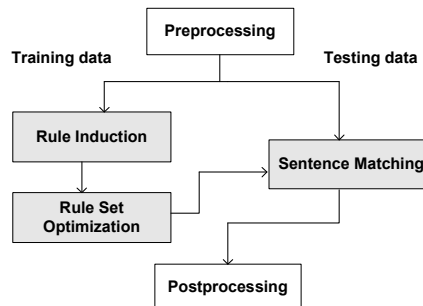 Preprocessing
Training data
Testing data
Rule Induction
Sentence Matching
Rule Set
Optimization
Postprocessing